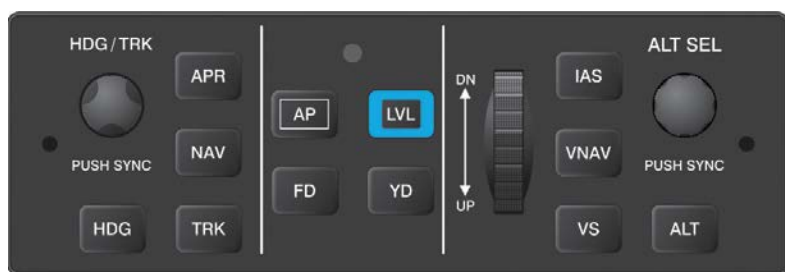 HDG/TRK
APR
PUSH SYNC
NAV
HDG
TRK
AP
LVL
FD
YD
DN
UP
IAS
ALT SEL
VNAV
PUSH SYNC
VS
ALT